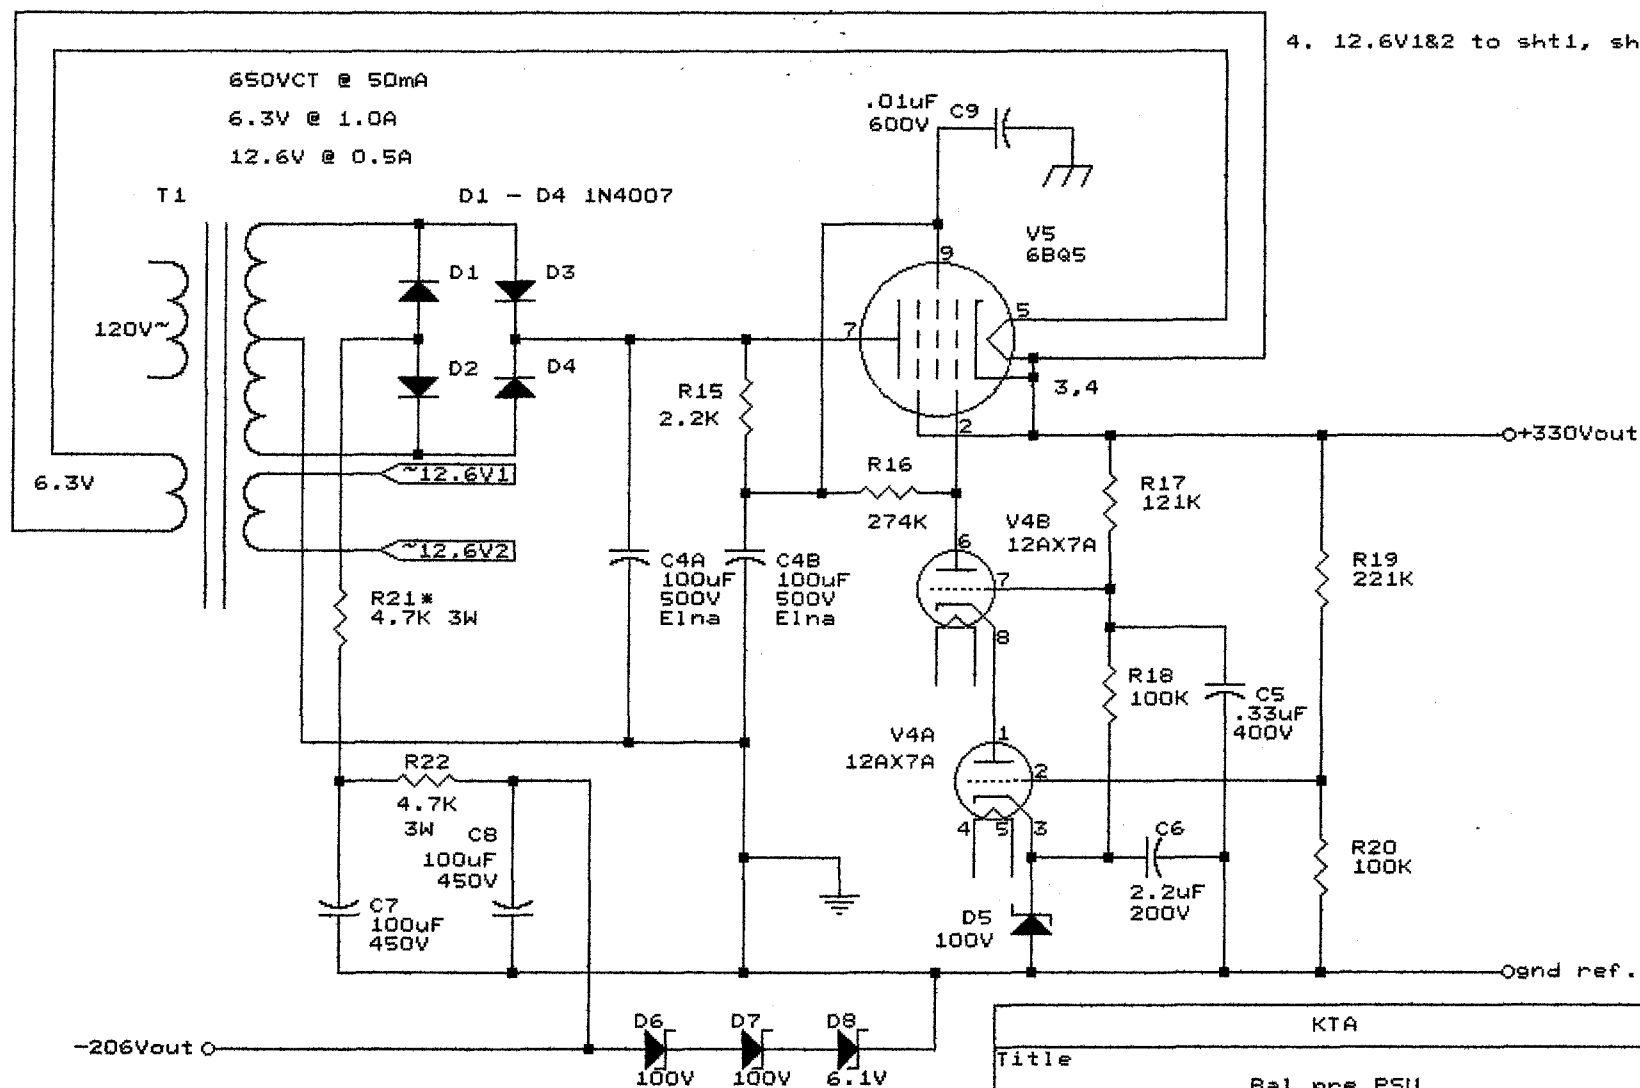 4. 12.6V1&2 to sht1, sh
650VCT @ 50mA
6.3V @ 1.0A
12.6V @ 0.5A
.01uF
600V
C9
T1
D1 - D4 1N4007
V5
6BQ5
9
D1
D3
5
120V~
7
D2
D4
3,4
R15
2.2K
2
+330Vout
R16
274K
~12.6V1
6.3V
R17
121K
V4B
12AX7A
6
~12.6V2
C4A
100uF
500V
Elna
C4B
100uF
500V
Elna
7
R19
221K
R21*
4.7K 3W
8
R18
100K
C5
.33uF
400V
V4A
12AX7A
1
R22
4.7K
3W
2
C8
100uF
450V
4
5
3
C6
2.2uF
200V
R20
100K
C7
100uF
450V
D5
100V
gnd ref.
D6
100V
D7
100V
D8
6.1V
-206Vout
KTA
Title
Bal pre PSU